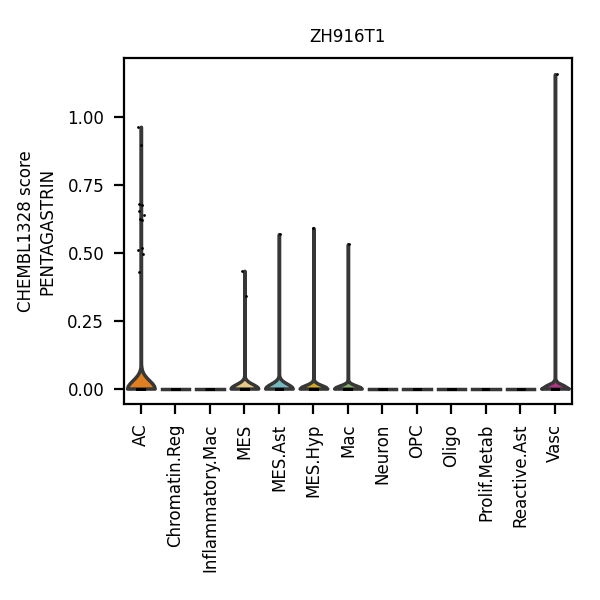 ZH916T1
CHEMBL1328 score
PENTAGASTRIN
1.00
0.75
0.50
0.25
0.00
AC
Chromatin.Reg
Inflammatory.Mac
MES
MES.Ast
MES.Hyp
Mac
Neuron
OPC
Oligo
Prolif.Metab
Reactive.Ast
Vasc